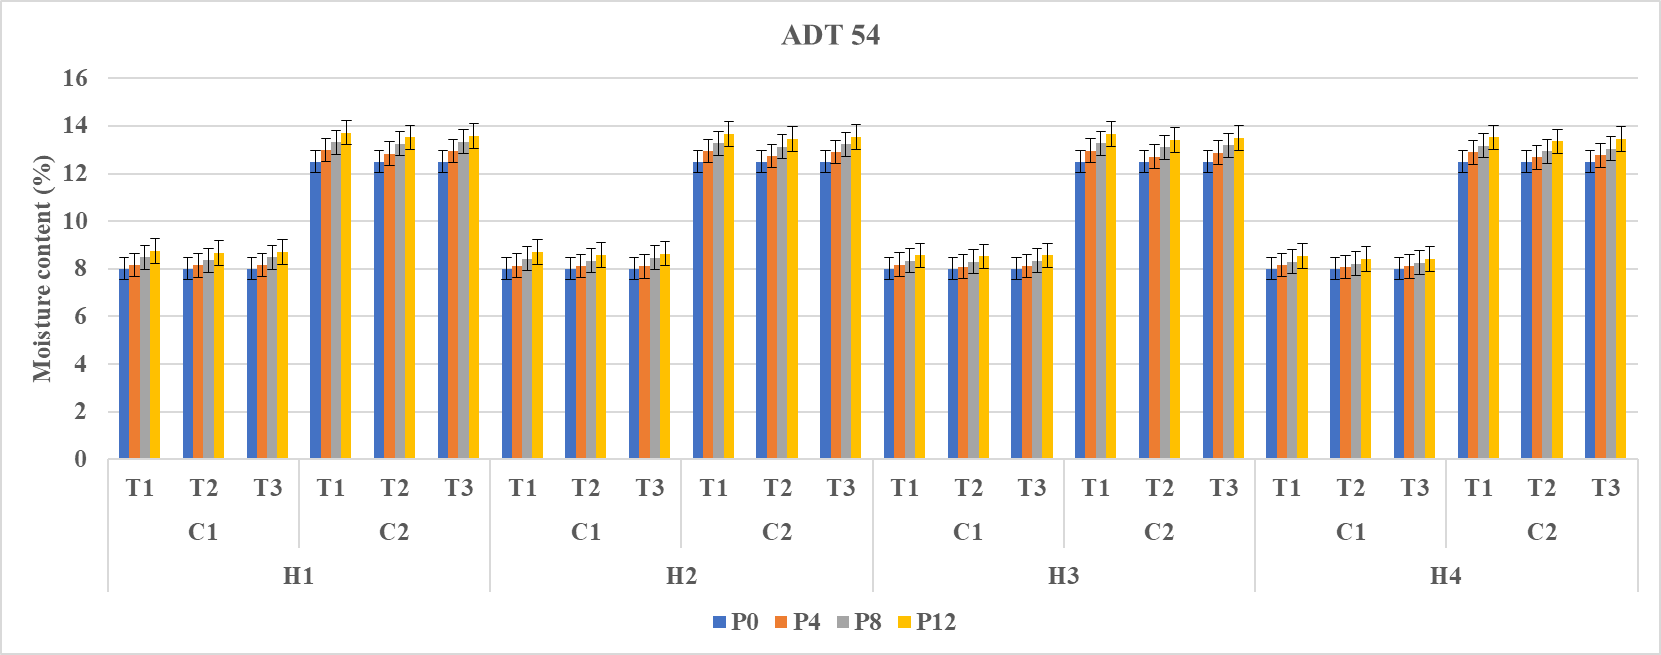 ADT 54
Moisture content (%)
16
14
12
10
8
6
4
2
0
T1 T2 T3 T1 T2 T3 T1 T2 T3 T1 T2 T3 T1 T2 T3 T1 T2 T3 T1 T2 T3 T1 T2 T3
C1 C2 C1 C2 C1 C2 C1 C2
H1 H2 H3 H4
P0 P4 P8 P12